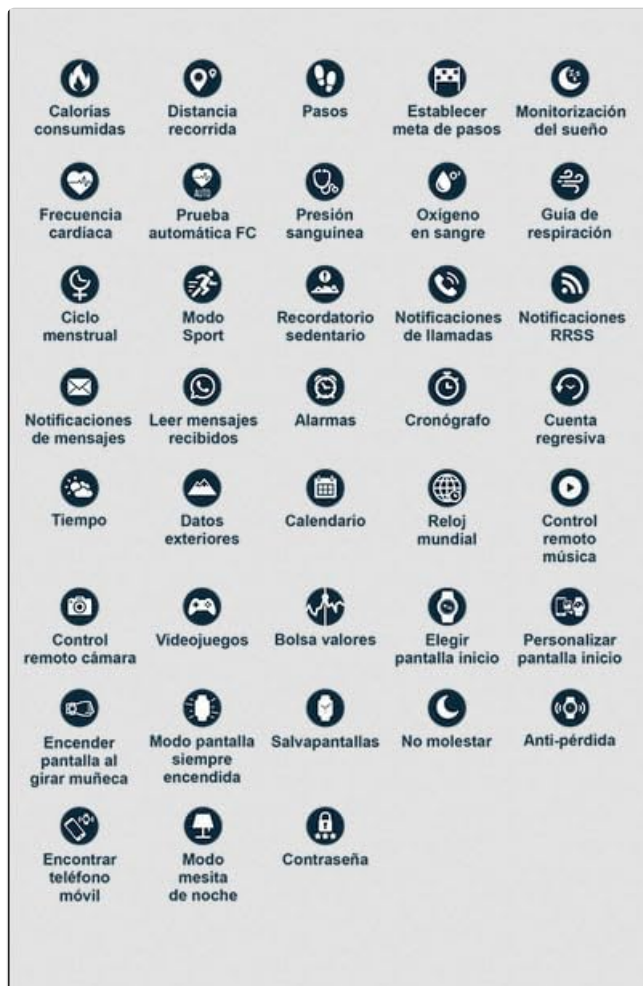 Calorías consumidas
Distancia recorrida
Pasos
Establecer meta de pasos
Monitorización del sueño
Frecuencia cardíaca
AUTO
Prueba automática FC
Presión sanguínea
Oxígeno en sangre
Guía de respiración
Ciclo menstrual
Modo Sport
Recordatorio sedentario
Notificaciones de llamadas
Notificaciones RRSS
Notificaciones de mensajes
Leer mensajes recibidos
Alarmas
Cronógrafo
Cuenta regresiva
Tiempo
Datos exteriores
Calendario
Reloj mundial
Control remoto música
Control remoto cámara
Videojuegos
Bolsa valores
Elegir pantalla inicio
Personalizar pantalla inicio
Encender pantalla al girar muñeca
Modo pantalla siempre encendida
Salvapantallas
No molestar
Anti-pérdida
Encontrar teléfono móvil
Modo mesita de noche
Contraseña